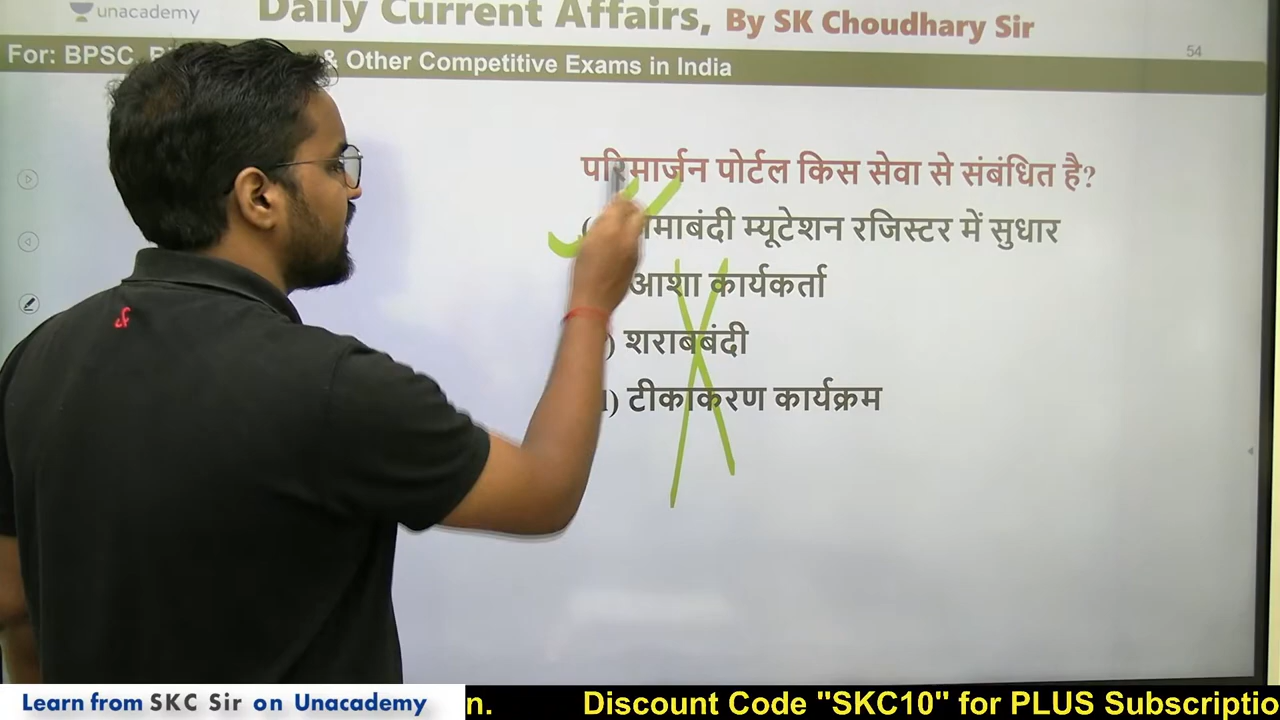 unacademy
Daily Current Affairs, By SK Choudhary Sir
For: BPSC, & Other Competitive Exams in India
54
परिमार्जन पोर्टल किस सेवा से संबंधित है?
जमाबंदी म्यूटेशन रजिस्टर में सुधार
आशा कार्यकर्ता
) शराबबंदी
) टीकाकरण कार्यक्रम
Learn from SKC Sir on Unacademy
n. Discount Code "SKC10" for PLUS Subscriptio